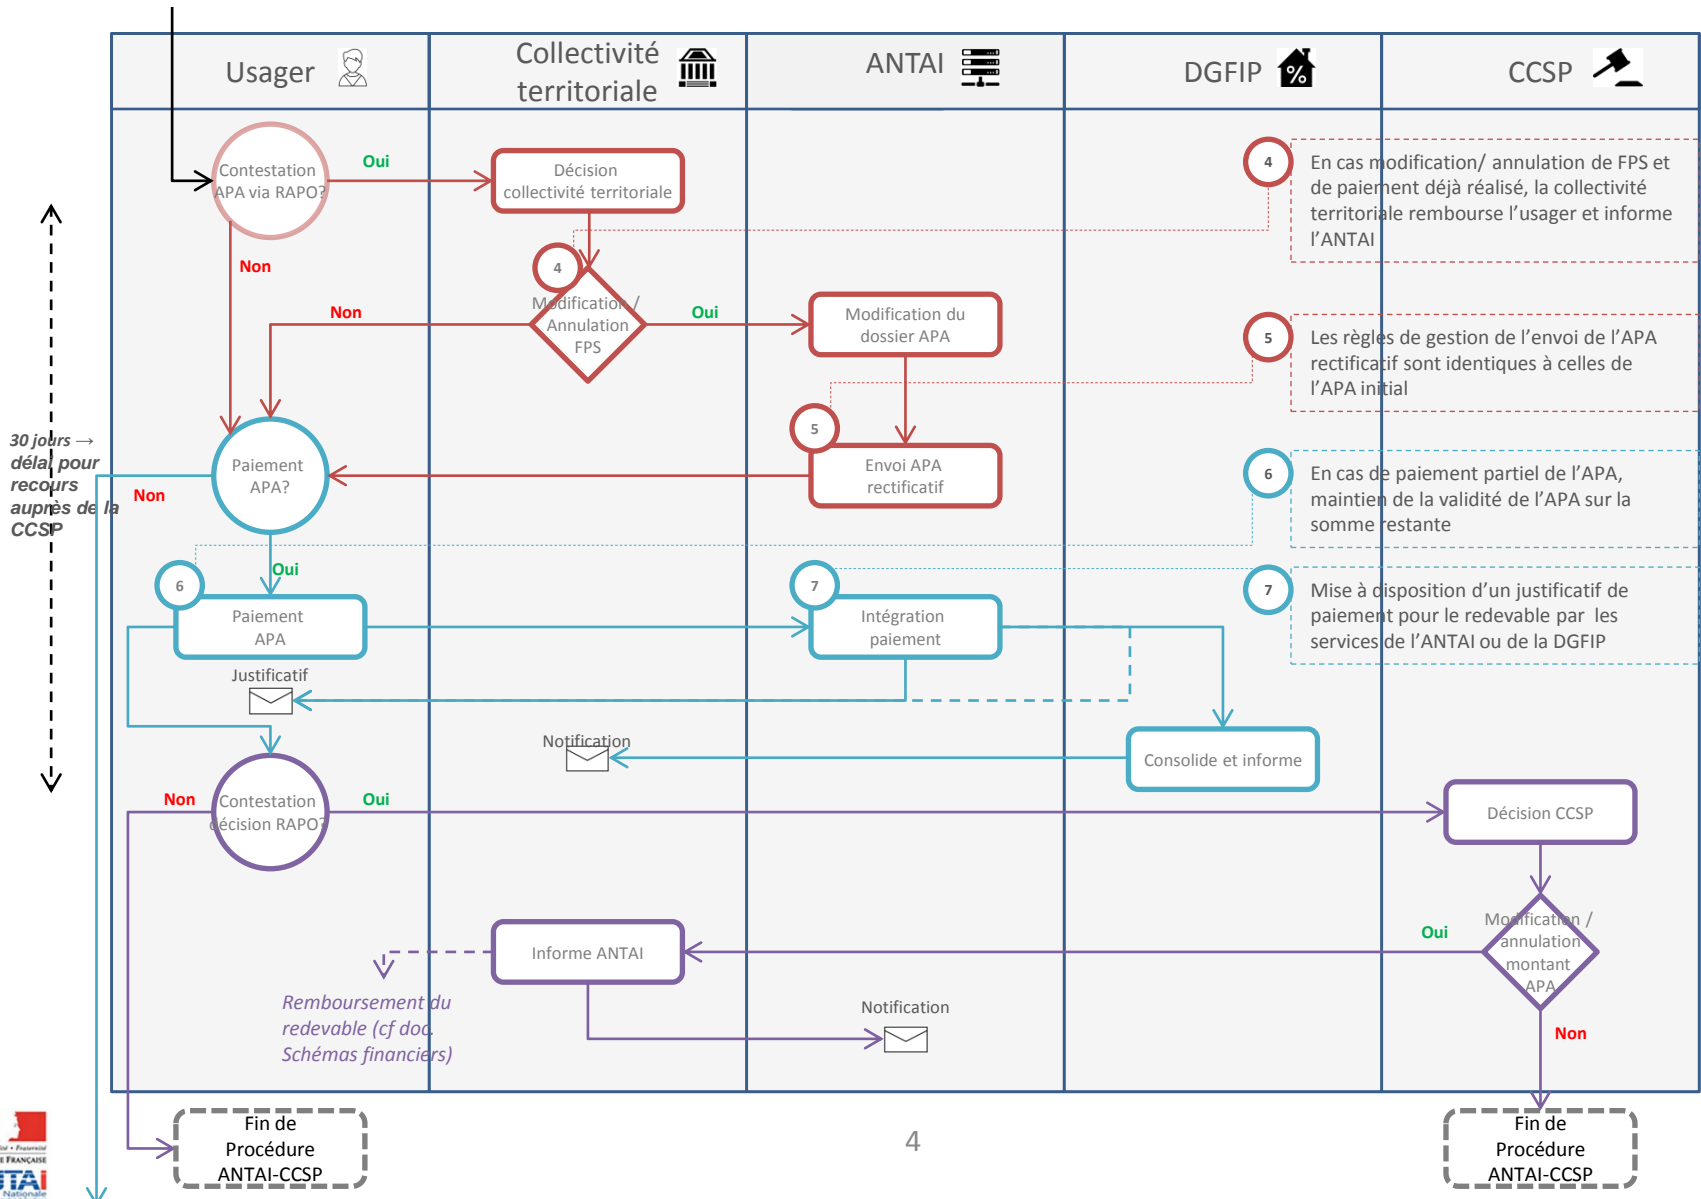 Usager
Collectivité
territoriale
ANTAI
DGFIP
%
CCSP
Contestation
APA via RAPO?
Oui
Décision
collectivité territoriale
4
En cas modification/ annulation de FPS et
de paiement déjà réalisé, la collectivité
territoriale rembourse l’usager et informe
l’ANTAI
Non
4
Modification /
Annulation
FPS
Non
Oui
Modification du
dossier APA
5
Les règles de gestion de l’envoi de l’APA
rectificatif sont identiques à celles de
l’APA initial
30 jours →
délai pour
recours
auprès de la
CCSP
Paiement
APA?
Non
5
Envoi APA
rectificatif
6
En cas de paiement partiel de l’APA,
maintien de la validité de l’APA sur la
somme restante
Oui
6
Paiement
APA
7
Intégration
paiement
7
Mise à disposition d’un justificatif de
paiement pour le redevable par les
services de l’ANTAI ou de la DGFIP
Justificatif
Notification
Consolide et informe
Non
Contestation
décision RAPO?
Oui
Décision CCSP
Modification /
annulation
montant
APA
Oui
Informe ANTAI
Remboursement du
redevable (cf doc.
Schémas financiers)
Notification
Non
Fin de
Procédure
ANTAI-CCSP
4
Fin de
Procédure
ANTAI-CCSP
Fraternité
FRANÇAISE
Nationale